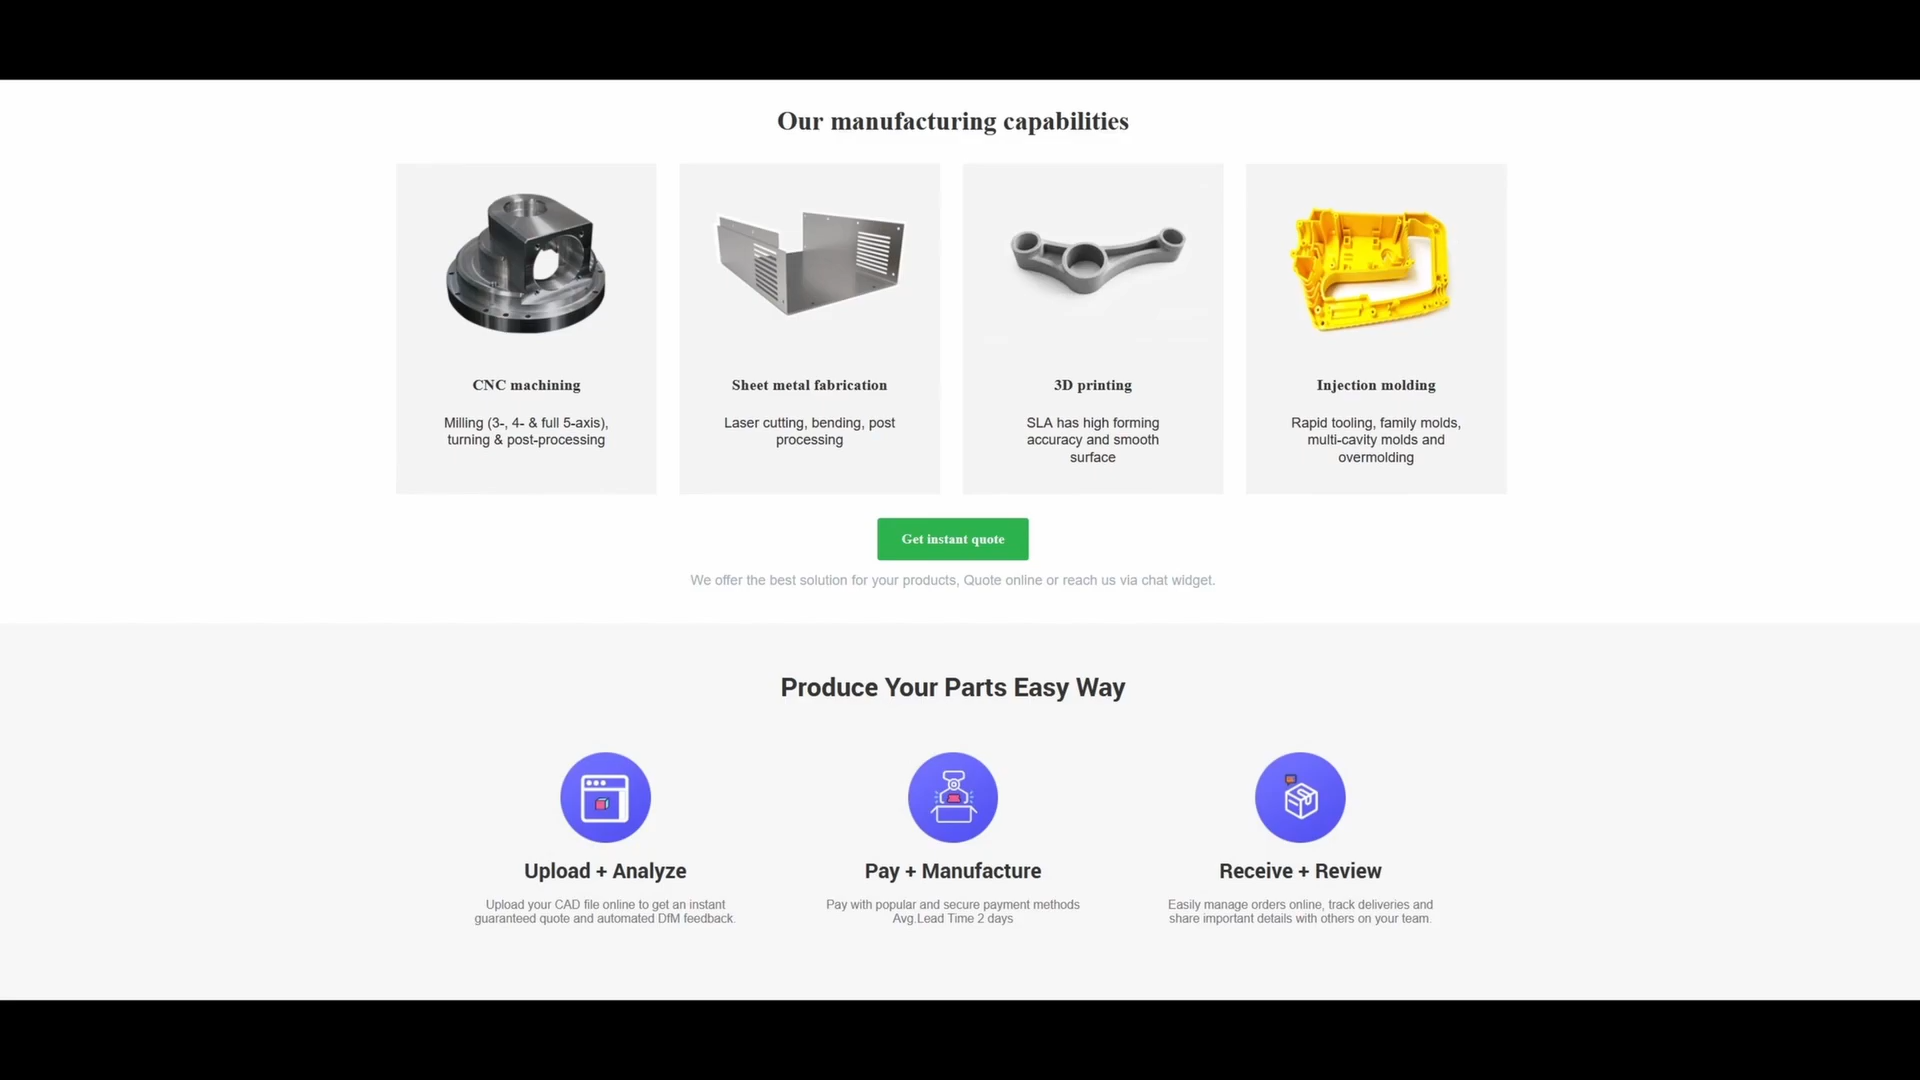 Our manufacturing capabilities
CNC machining
Milling (3-, 4- & full 5-axis),
turning & post-processing
Sheet metal fabrication
Laser cutting, bending, post
processing
3D printing
SLA has high forming
accuracy and smooth
surface
Injection molding
Rapid tooling, family molds,
multi-cavity molds and
overmolding
Get instant quote
We offer the best solution for your products, Quote online or reach us via chat widget.
Produce Your Parts Easy Way
Upload + Analyze
Upload your CAD file online to get an instant
guaranteed quote and automated DfM feedback.
Pay + Manufacture
Pay with popular and secure payment methods
Avg.Lead Time 2 days
Receive + Review
Easily manage orders online, track deliveries and
share important details with others on your team.